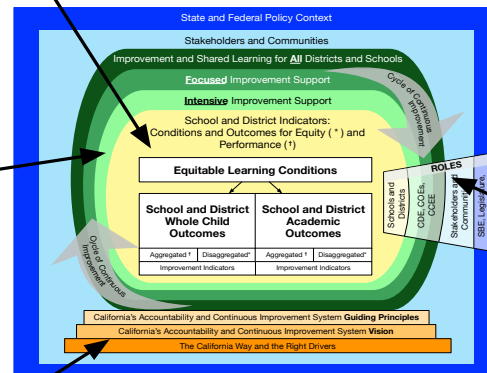 State and Federal Policy Context
Stakeholders and Communities
Improvement and Shared Learning for All Districts and Schools
Focused Improvement Support
Intensive Improvement Support
School and District Indicators:
Conditions and Outcomes for Equity ( * ) and
Performance (†)
Equitable Learning Conditions
School and District
Whole Child
Outcomes
School and District
Academic
Outcomes
Aggregated † Disaggregated* Aggregated † Disaggregated*
Improvement Indicators Improvement Indicators
Cycle of Continuous
Improvement
Cycle of Continuous
Improvement
ROLES
Schools and
Districts
CDE, COEs,
CCEE
Stakeholders and
SBE, Legislature,
California's Accountability and Continuous Improvement System Guiding Principles
California's Accountability and Continuous Improvement System Vision
The California Way and the Right Drivers